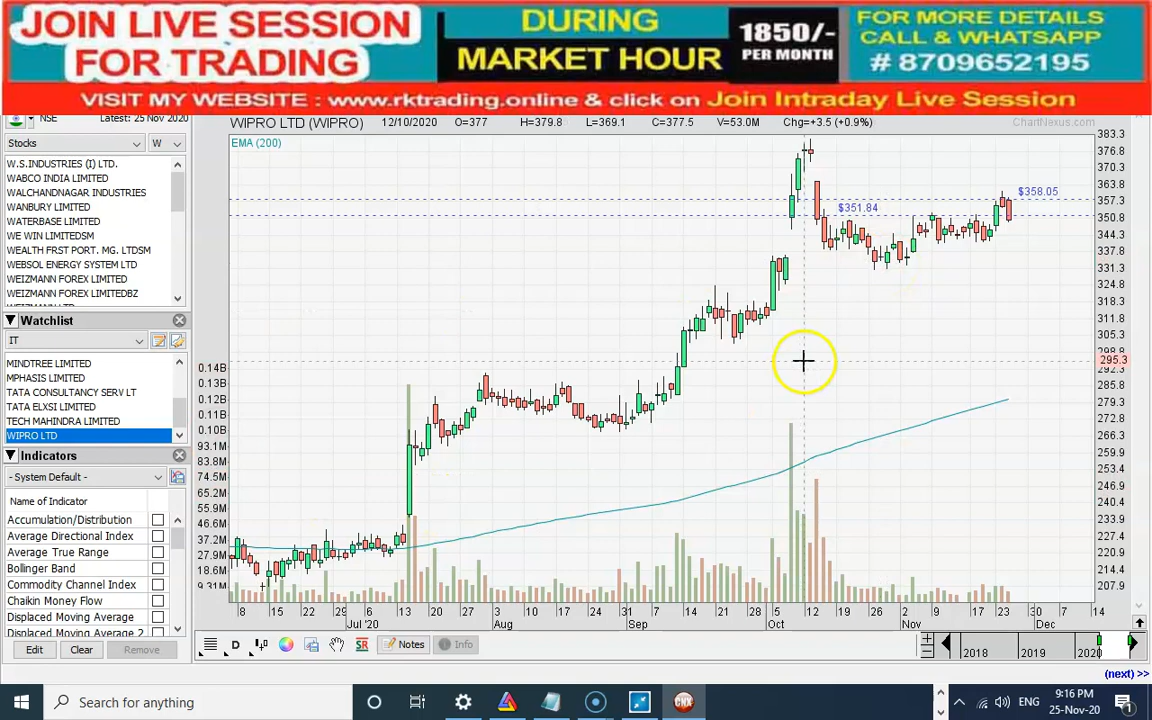 JOIN LIVE SESSION
FOR TRADING
DURING
MARKET HOUR
1850/-
PER MONTH
FOR MORE DETAILS
CALL & WHATSAPP
# 8709652195
VISIT MY WEBSITE : www.rktrading.online & click on Join Intraday Live Session
NSE Latest: 25 Nov 2020
Stocks W
W.S.INDUSTRIES (I) LTD.
WABCO INDIA LIMITED
WALCHANDNAGAR INDUSTRIES
WANBURY LIMITED
WATERBASE LIMITED
WE WIN LIMITEDSM
WEALTH FRST PORT. MG. LTDSM
WEBSOL ENERGY SYSTEM LTD
WEIZMANN FOREX LIMITED
WEIZMANN FOREX LIMITEDBZ
Watchlist
IT
MINDTREE LIMITED
MPHASIS LIMITED
TATA CONSULTANCY SERV LT
TATA ELXSI LIMITED
TECH MAHINDRA LIMITED
WIPRO LTD
Indicators
- System Default -
Name of Indicator
Accumulation/Distribution
Average Directional Index
Average True Range
Bollinger Band
Commodity Channel Index
Chaikin Money Flow
Displaced Moving Average
Displaced Moving Average 2
Edit Clear Remove
WIPRO LTD (WIPRO) 12/10/2020 O=377 H=379.8 L=369.1 C=377.5 V=53.0M Chg=+3.5 (+0.9%) ChartNexus.com
EMA (200)
$358.05
$351.84
383.3
376.8
370.3
363.8
357.3
350.8
344.3
337.8
331.3
324.8
318.3
311.8
305.3
298.8
295.3
292.3
285.8
279.3
272.8
266.3
259.9
253.4
246.9
240.4
233.9
227.4
220.9
214.4
207.9
0.14B
0.13B
0.12B
0.11B
0.10B
93.1M
83.8M
74.5M
65.2M
55.9M
46.6M
37.2M
27.9M
18.6M
9.31M
8 15 22 29 6 13 20 27 3 10 17 24 31 7 14 21 28 5 12 19 26 2 9 17 23 30 7 14
Jul '20 Aug Sep Oct Nov Dec
D SR Notes Info 2018 2019 2020
(next) >>
Type here to search
CNX
ENG
9:16 PM
25-Nov-20
1